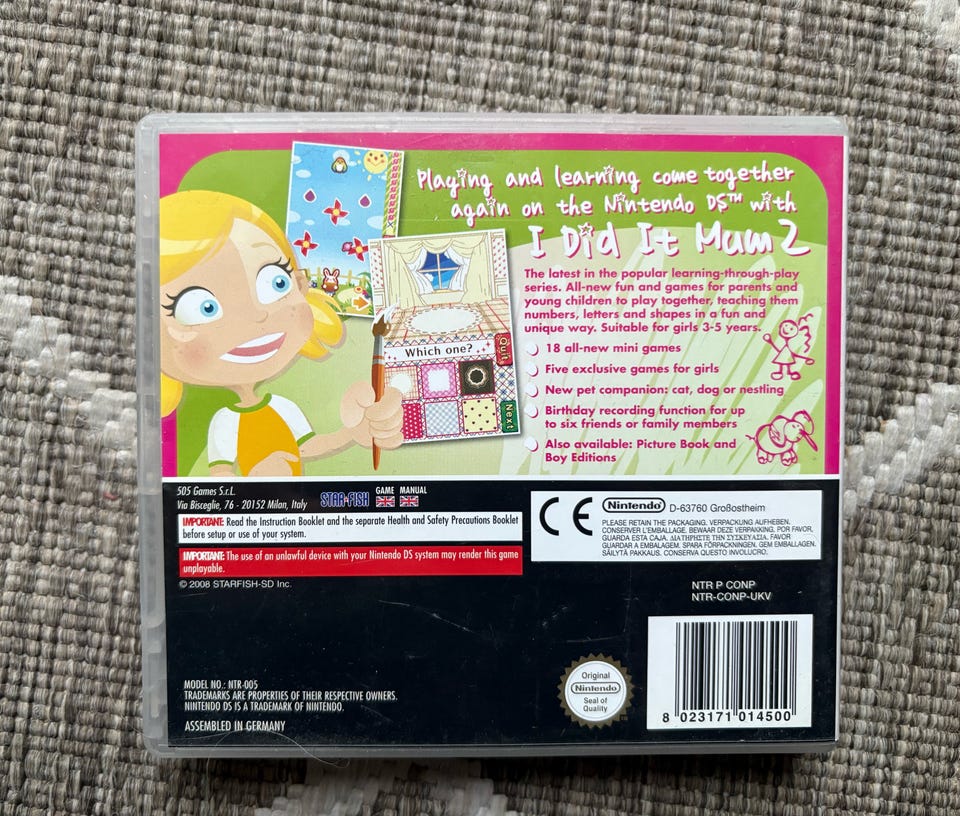 Playing and learning come together
again on the Nintendo DS™ with
I Did It Mum 2
The latest in the popular learning-through-play
series. All-new fun and games for parents and
young children to play together, teaching them
numbers, letters and shapes in a fun and
unique way. Suitable for girls 3-5 years.
18 all-new mini games
Five exclusive games for girls
New pet companion: cat, dog or nestling
Birthday recording function for up
to six friends or family members
Also available: Picture Book and
Boy Editions
Which one?
Quit
Next
505 Games S.r.L.
Via Bisceglie, 76 - 20152 Milan, Italy
STAR-FISH
GAME MANUAL
IMPORTANT: Read the Instruction Booklet and the separate Health and Safety Precautions Booklet
before setup or use of your system.
IMPORTANT: The use of an unlawful device with your Nintendo DS system may render this game
unplayable.
© 2008 STARFISH-SD Inc.
CE Nintendo D-63760 Großostheim
PLEASE RETAIN THE PACKAGING. VERPACKUNG AUFHEBEN.
CONSERVER L'EMBALLAGE. BEWAAR DEZE VERPAKKING. POR FAVOR,
GUARDA ESTA CAJA. ΔΙΑΤΗΡΗΣΤΕ ΤΗΝ ΣΥΣΚΕΥΑΣΙΑ. FAVOR
GUARDAR A EMBALAGEM. SPARA FÖRPACKNINGEN. GEM EMBALLAGEN.
SÄILYTÄ PAKKAUS. CONSERVA QUESTO INVOLUCRO.
NTR P CONP
NTR-CONP-UKV
MODEL NO.: NTR-005
TRADEMARKS ARE PROPERTIES OF THEIR RESPECTIVE OWNERS.
NINTENDO DS IS A TRADEMARK OF NINTENDO.
ASSEMBLED IN GERMANY
Original
Nintendo
Seal of
Quality
8 023171 014500